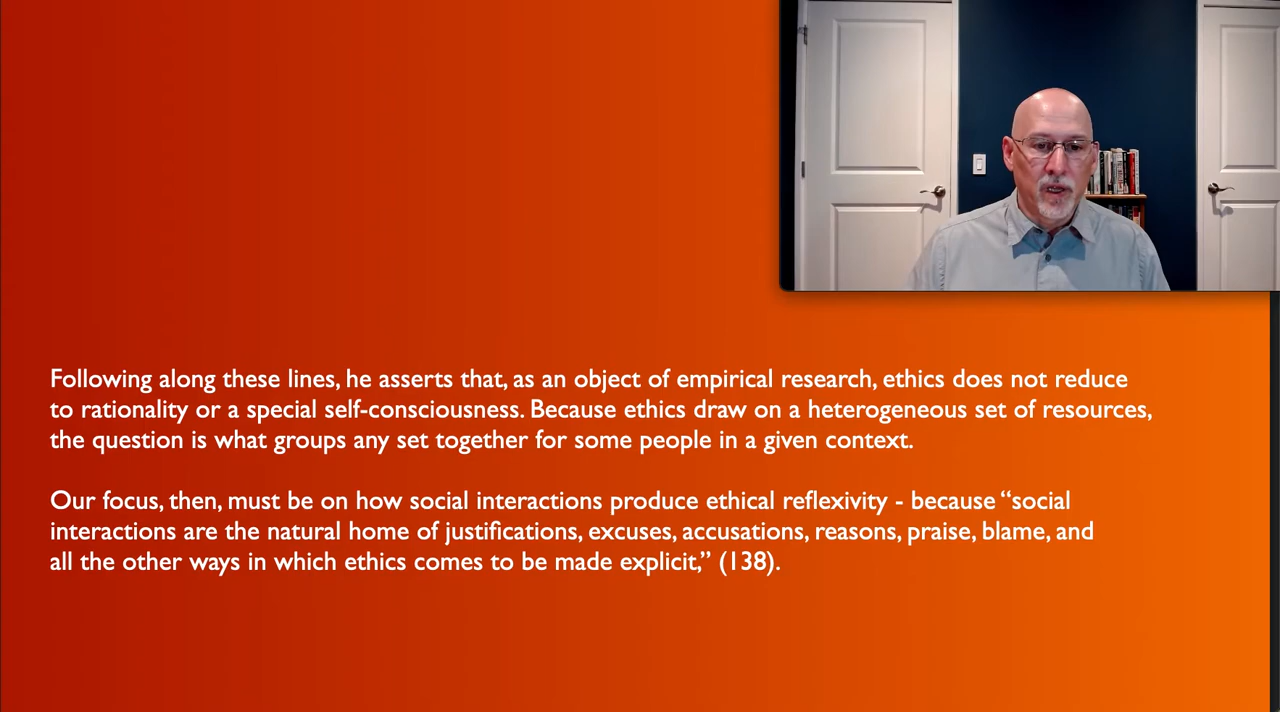 Following along these lines, he asserts that, as an object of empirical research, ethics does not reduce
to rationality or a special self-consciousness. Because ethics draw on a heterogeneous set of resources,
the question is what groups any set together for some people in a given context.
Our focus, then, must be on how social interactions produce ethical reflexivity - because “social
interactions are the natural home of justifications, excuses, accusations, reasons, praise, blame, and
all the other ways in which ethics comes to be made explicit,” (138).